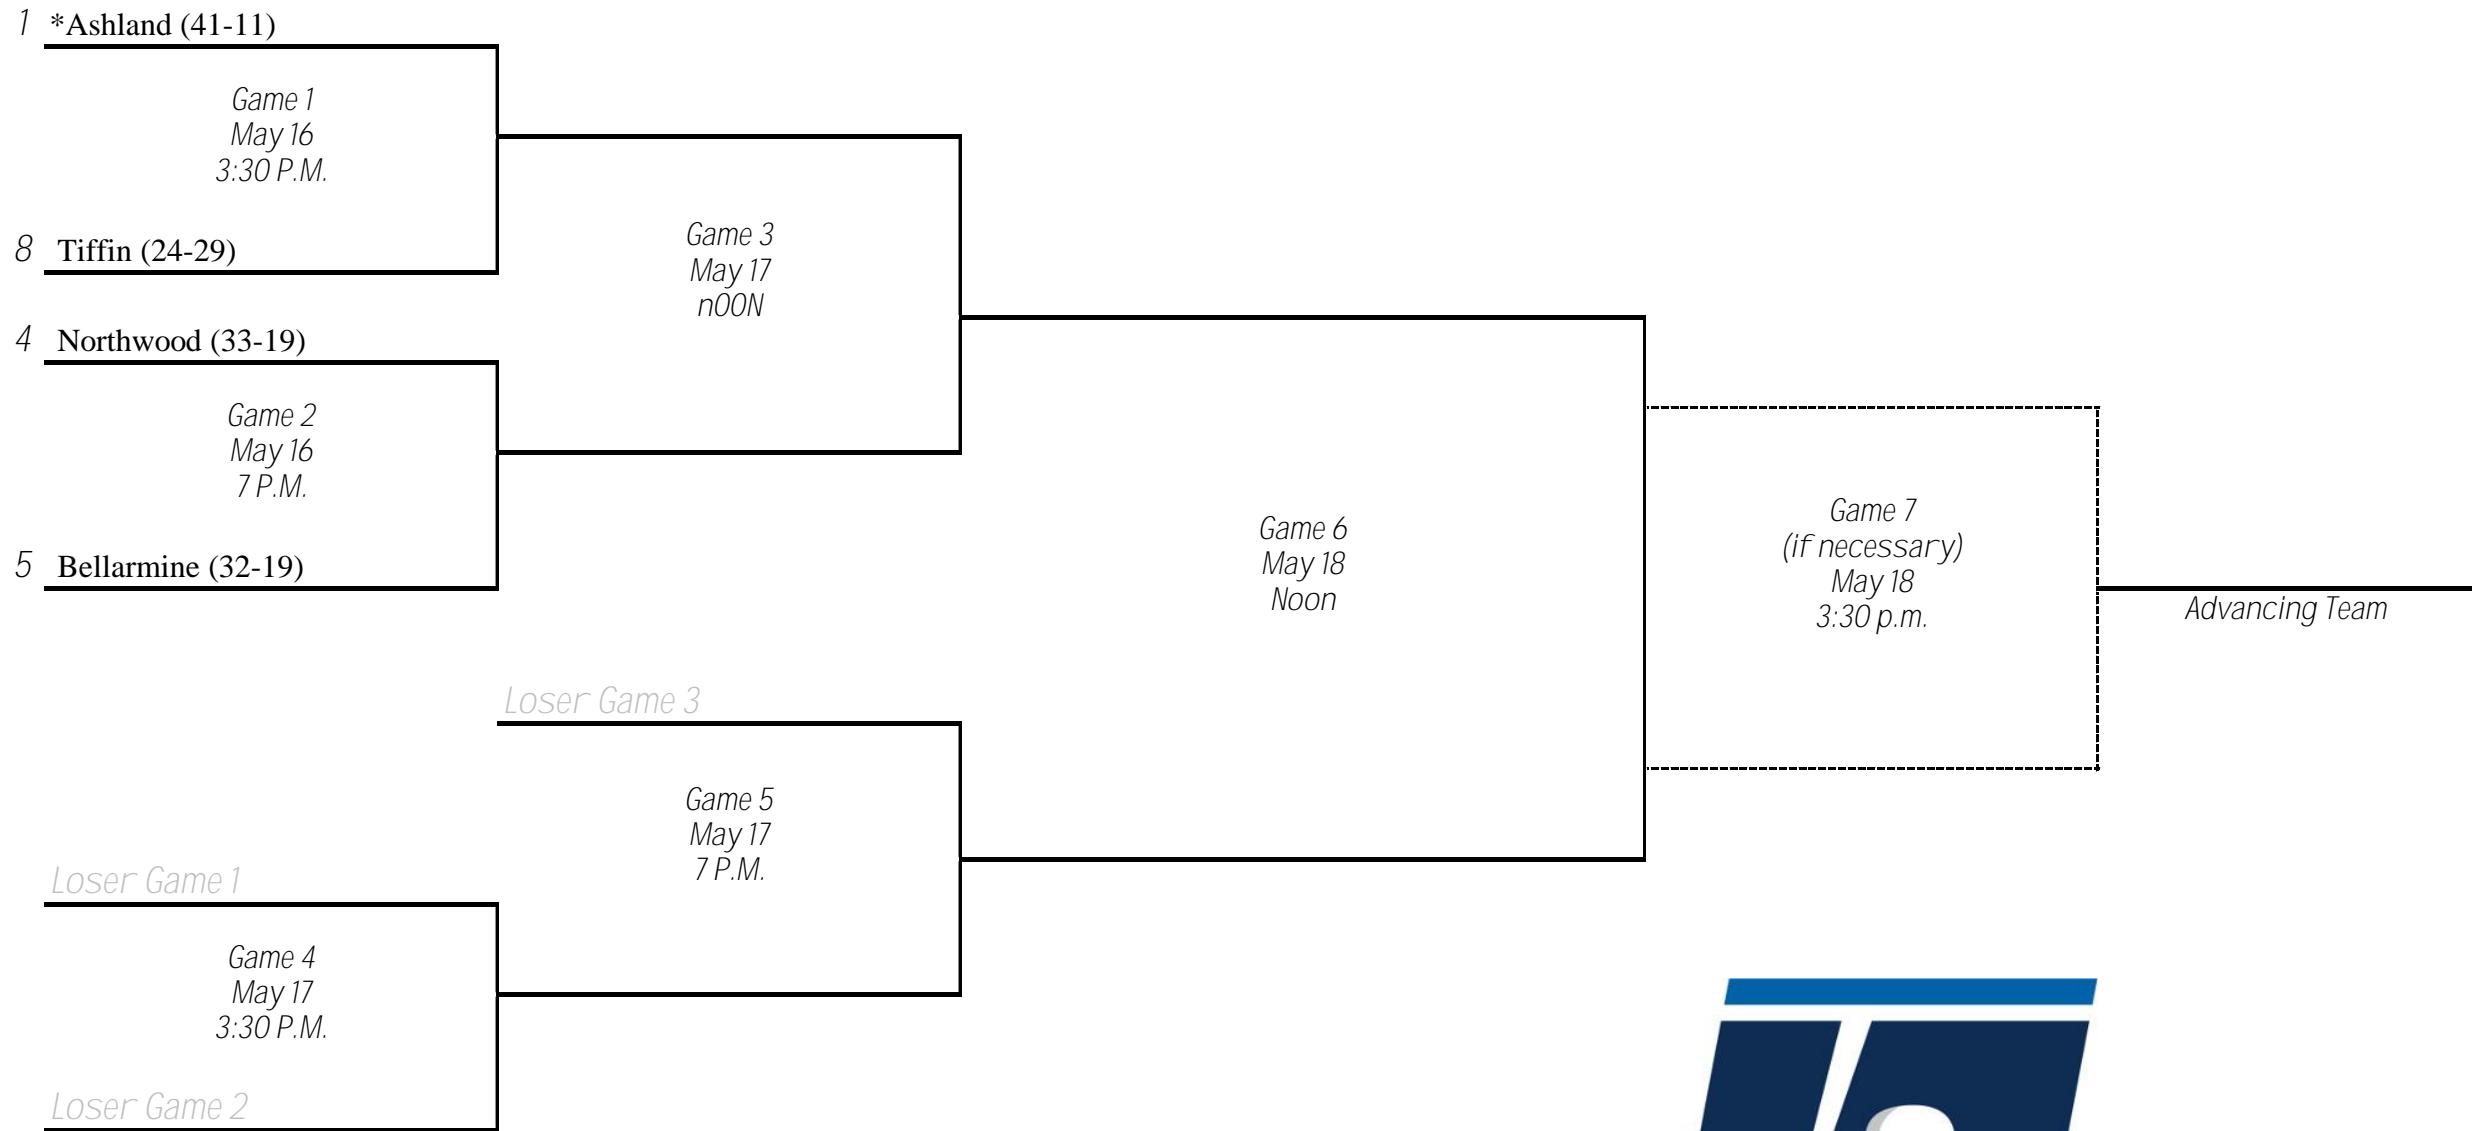 1 *Ashland (41-11)
Game 1
May 16
3:30 P.M.
8 Tiffin (24-29)
4 Northwood (33-19)
Game 2
May 16
7 P.M.
5 Bellarmine (32-19)
Game 3
May 17
n00N
Loser Game 3
Game 5
May 17
7 P.M.
Loser Game 1
Game 4
May 17
3:30 P.M.
Loser Game 2
Game 6
May 18
Noon
Game 7
(if necessary)
May 18
3:30 p.m.
Advancing Team